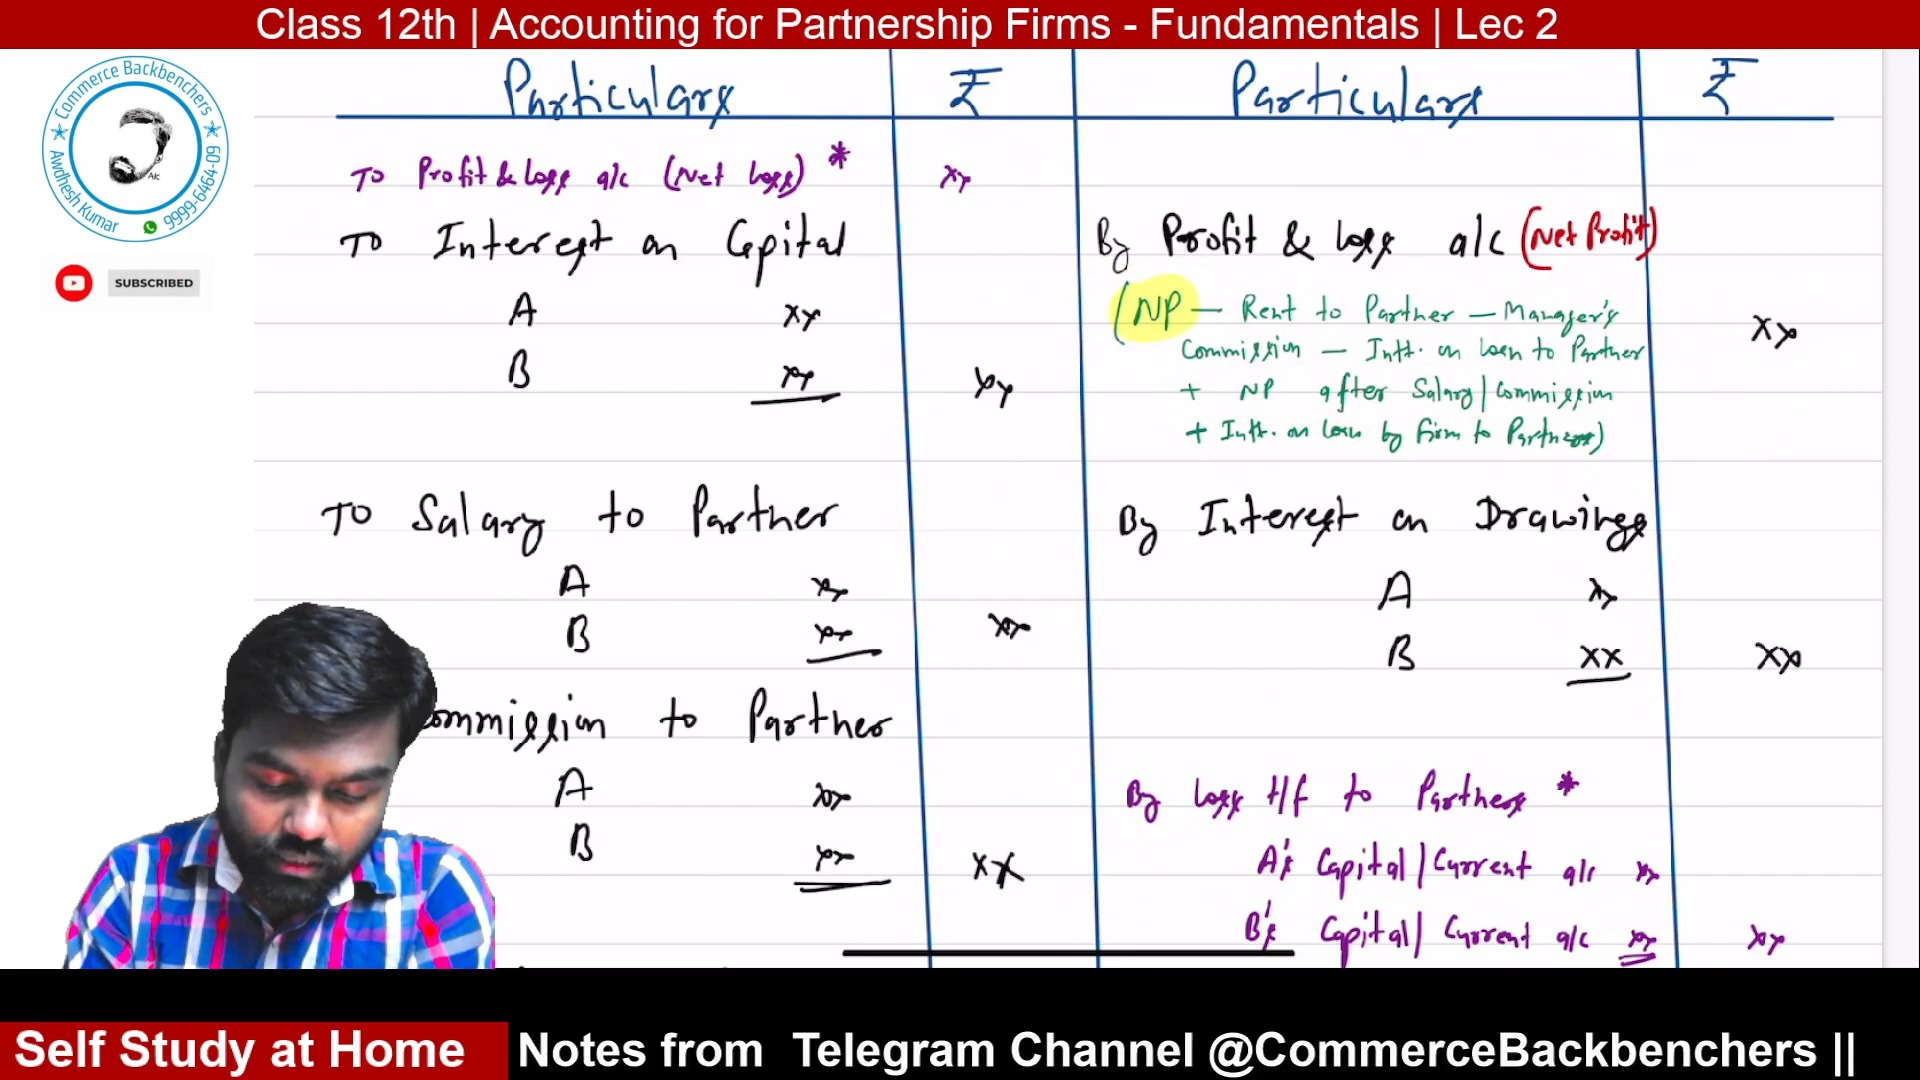 Class 12th | Accounting for Partnership Firms - Fundamentals | Lec 2
Commerce Backbenchers
Awdhesh Kumar
9999-6464-09
AK
SUBSCRIBED
Particulars ₹ Particulars ₹
To Profit & Loss a/c (Net Loss) * xx
To Interest on Capital
A xx
B xx xx
To Salary to Partner
A xx
B xx xx
ommission to Partner
A xx
B xx xx
By Profit & Loss a/c (Net Profit)
(NP — Rent to Partner — Manager's xx
Commission — Intt. on loan to Partner
+ NP after Salary/Commission
+ Intt. on loan by firm to Partners)
By Interest on Drawings
A xx
B xx xx
By Loss t/f to Partners *
A's Capital/Current a/c xx
B's Capital/Current a/c xx xx
Self Study at Home
Notes from Telegram Channel @CommerceBackbenchers ||